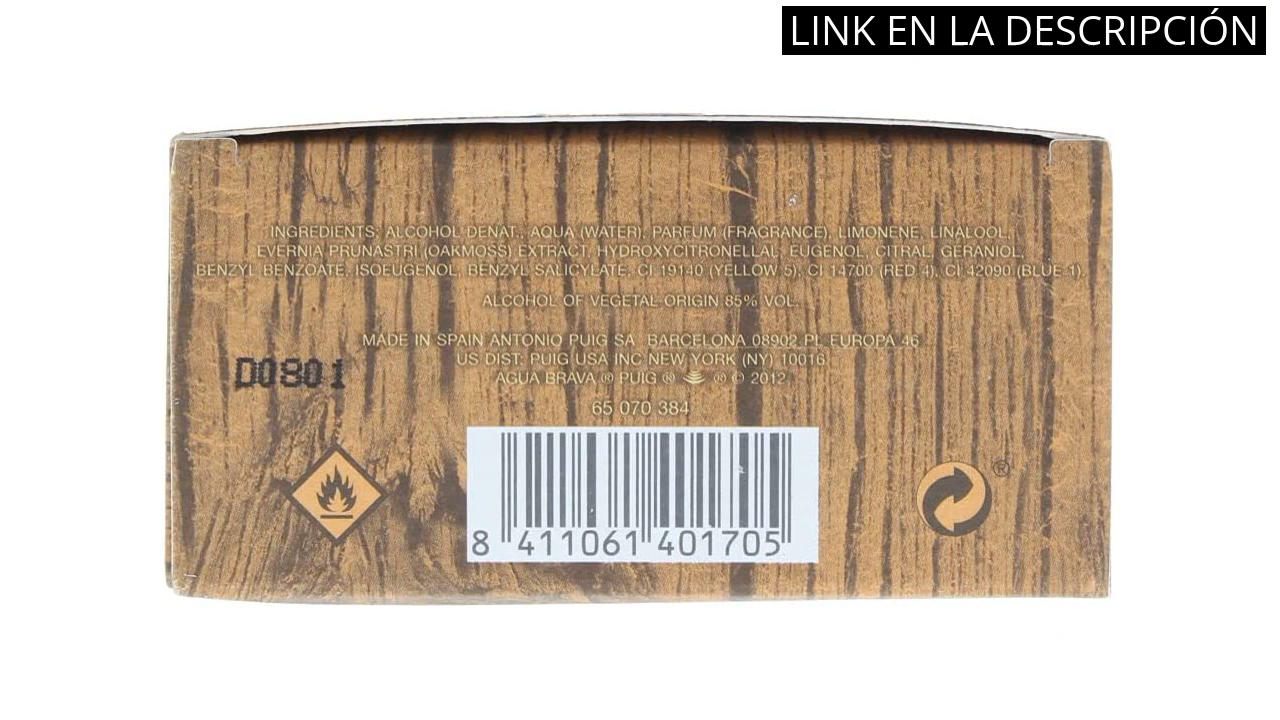 LINK EN LA DESCRIPCIÓN
INGREDIENTS: ALCOHOL DENAT., AQUA (WATER), PARFUM (FRAGRANCE), LIMONENE, LINALOOL,
EVERNIA PRUNASTRI (OAKMOSS) EXTRACT, HYDROXYCITRONELLAL, EUGENOL, CITRAL, GERANIOL,
BENZYL BENZOATE, ISOEUGENOL, BENZYL SALICYLATE, CI 19140 (YELLOW 5), CI 14700 (RED 4), CI 42090 (BLUE 1).
ALCOHOL OF VEGETAL ORIGIN 85% VOL.
MADE IN SPAIN ANTONIO PUIG SA BARCELONA 08902 PL EUROPA 46
US DIST: PUIG USA INC NEW YORK (NY) 10016
AGUA BRAVA ® PUIG ® ® © 2012
D0801
65 070 384
8 411061 401705
®